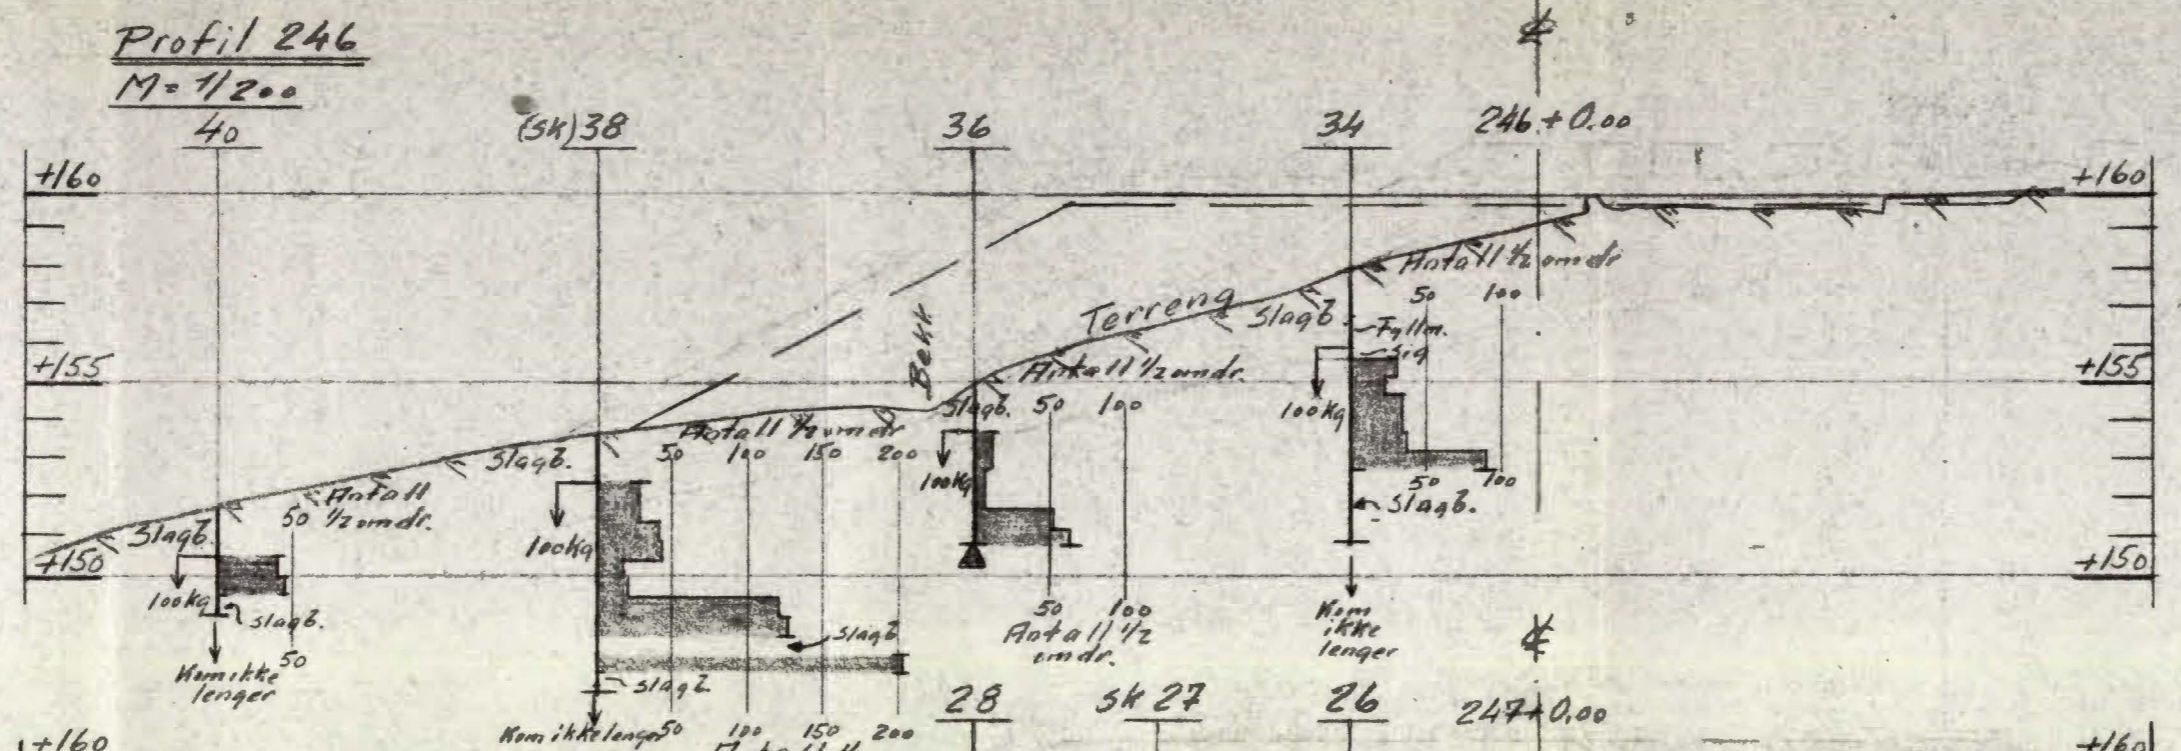 Profil 246
M = 1/200
40
(SK) 38
36
34
246 + 0.00
+160
+160
Antall ½ omdr
50 100
Terreng
Slagb.
Fyllm.
Sig
+155
+155
Bekk
Antall ½ omdr.
Slagb. 50 100
100 kg
Antall ½ omdr
50 100 150 200
Slagb.
100 kg
50 100
Slagb.
Antall
½ omdr.
50
Slagb.
100 kg
+150
+150
100 kg
Slagb.
Kom ikke
lenger
50
50 100
Antall ½
omdr.
Kom
ikke
lenger
Slagb
Slagb.
28
SK 27
26
247 + 0.00
Kom ikke lenger
50 100 150 200
+160
+160